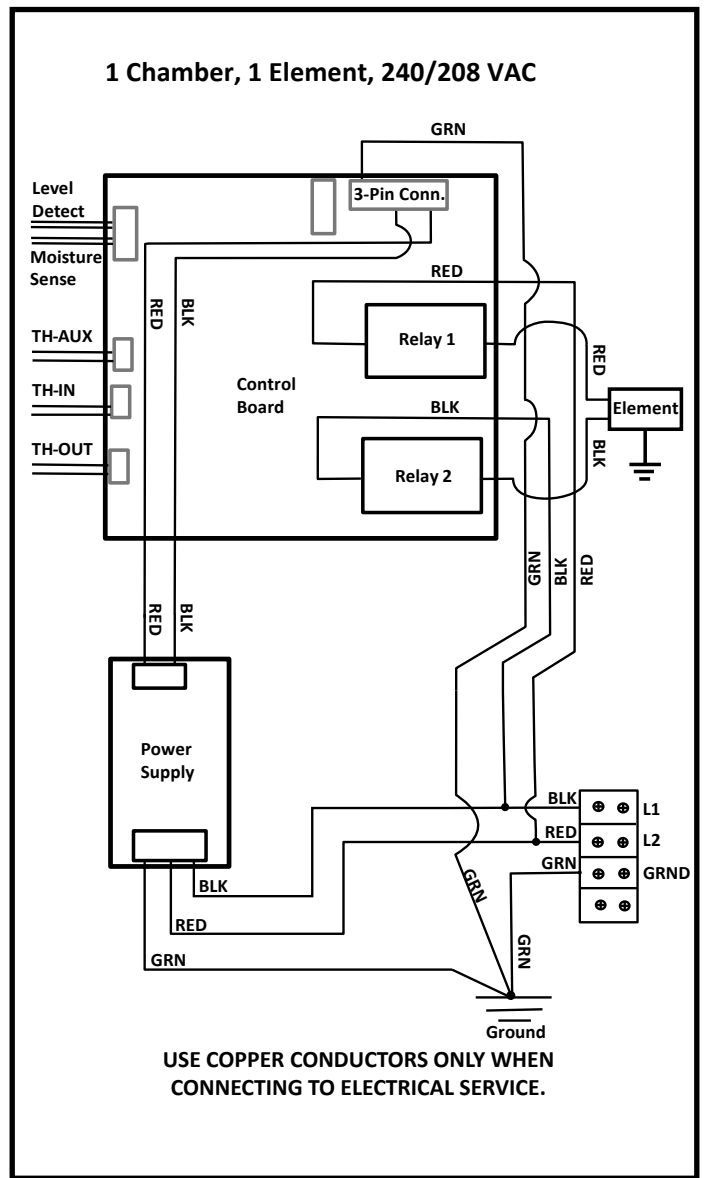 1 Chamber, 1 Element, 240/208 VAC
GRN
3-Pin Conn.
Level
Detect
Moisture
Sense
RED
BLK
RED
Relay 1
RED
TH-AUX
TH-IN
Control
Board
BLK
Element
TH-OUT
Relay 2
BLK
GRN
BLK
RED
RED
BLK
Power
Supply
BLK
L1
RED
L2
GRN
GRND
BLK
GRN
RED
GRN
GRN
Ground
USE COPPER CONDUCTORS ONLY WHEN
CONNECTING TO ELECTRICAL SERVICE.